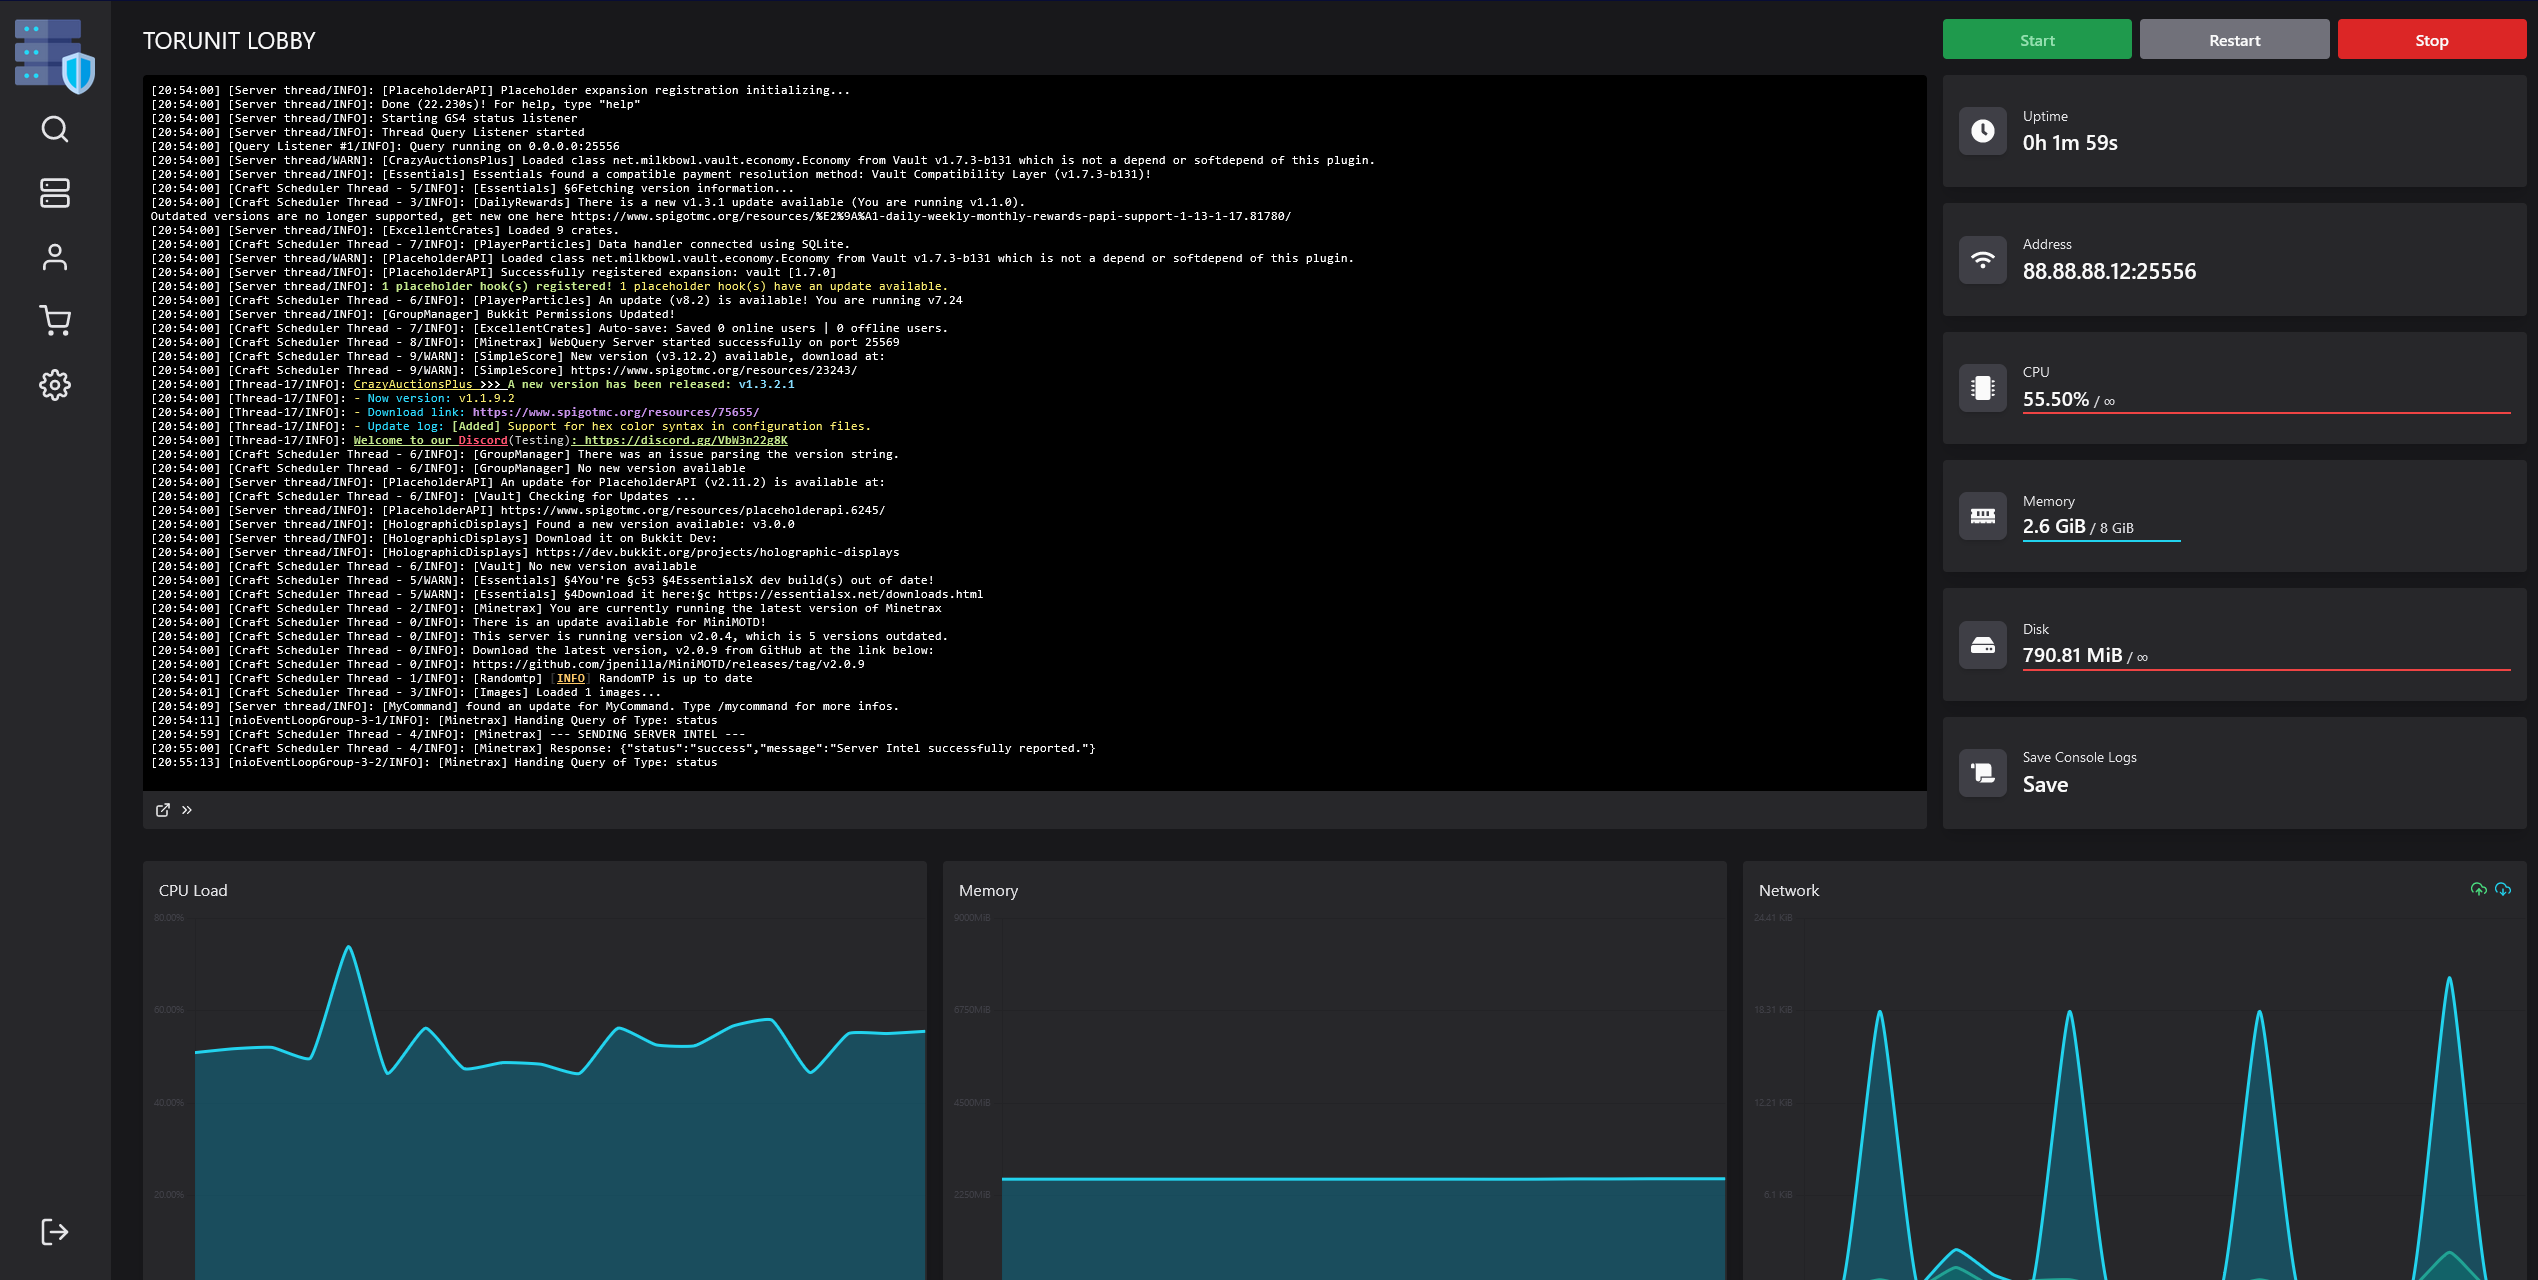 TORUNIT LOBBY
Start
Restart
Stop
[20:54:00] [Server thread/INFO]: [PlaceholderAPI] Placeholder expansion registration initializing...
[20:54:00] [Server thread/INFO]: Done (22.230s)! For help, type "help"
[20:54:00] [Server thread/INFO]: Starting GS4 status listener
[20:54:00] [Server thread/INFO]: Thread Query Listener started
[20:54:00] [Query Listener #1/INFO]: Query running on 0.0.0.0:25556
[20:54:00] [Server thread/WARN]: [CrazyAuctionsPlus] Loaded class net.milkbowl.vault.economy.Economy from Vault v1.7.3-b131 which is not a depend or softdepend of this plugin.
[20:54:00] [Server thread/INFO]: [Essentials] Essentials found a compatible payment resolution method: Vault Compatibility Layer (v1.7.3-b131)!
[20:54:00] [Craft Scheduler Thread - 5/INFO]: [Essentials] §6Fetching version information...
[20:54:00] [Craft Scheduler Thread - 3/INFO]: [DailyRewards] There is a new v1.3.1 update available (You are running v1.1.0).
Outdated versions are no longer supported, get new one here https://www.spigotmc.org/resources/%E2%9A%A1-daily-weekly-monthly-rewards-papi-support-1-13-1-17.81780/
[20:54:00] [Server thread/INFO]: [ExcellentCrates] Loaded 9 crates.
[20:54:00] [Craft Scheduler Thread - 7/INFO]: [PlayerParticles] Data handler connected using SQLite.
[20:54:00] [Server thread/WARN]: [PlaceholderAPI] Loaded class net.milkbowl.vault.economy.Economy from Vault v1.7.3-b131 which is not a depend or softdepend of this plugin.
[20:54:00] [Server thread/INFO]: [PlaceholderAPI] Successfully registered expansion: vault [1.7.0]
[20:54:00] [Server thread/INFO]: 1 placeholder hook(s) registered! 1 placeholder hook(s) have an update available.
[20:54:00] [Craft Scheduler Thread - 6/INFO]: [PlayerParticles] An update (v8.2) is available! You are running v7.24
[20:54:00] [Server thread/INFO]: [GroupManager] Bukkit Permissions Updated!
[20:54:00] [Craft Scheduler Thread - 7/INFO]: [ExcellentCrates] Auto-save: Saved 0 online users | 0 offline users.
[20:54:00] [Craft Scheduler Thread - 8/INFO]: [Minetrax] WebQuery Server started successfully on port 25569
[20:54:00] [Craft Scheduler Thread - 9/WARN]: [SimpleScore] New version (v3.12.2) available, download at:
[20:54:00] [Craft Scheduler Thread - 9/WARN]: [SimpleScore] https://www.spigotmc.org/resources/23243/
[20:54:00] [Thread-17/INFO]: CrazyAuctionsPlus >>> A new version has been released: v1.3.2.1
[20:54:00] [Thread-17/INFO]: - Now version: v1.1.9.2
[20:54:00] [Thread-17/INFO]: - Download link: https://www.spigotmc.org/resources/75655/
[20:54:00] [Thread-17/INFO]: - Update log: [Added] Support for hex color syntax in configuration files.
[20:54:00] [Thread-17/INFO]: Welcome to our Discord(Testing): https://discord.gg/VbW3n22g8K
[20:54:00] [Craft Scheduler Thread - 6/INFO]: [GroupManager] There was an issue parsing the version string.
[20:54:00] [Craft Scheduler Thread - 6/INFO]: [GroupManager] No new version available
[20:54:00] [Server thread/INFO]: [PlaceholderAPI] An update for PlaceholderAPI (v2.11.2) is available at:
[20:54:00] [Craft Scheduler Thread - 6/INFO]: [Vault] Checking for Updates ...
[20:54:00] [Server thread/INFO]: [PlaceholderAPI] https://www.spigotmc.org/resources/placeholderapi.6245/
[20:54:00] [Server thread/INFO]: [HolographicDisplays] Found a new version available: v3.0.0
[20:54:00] [Server thread/INFO]: [HolographicDisplays] Download it on Bukkit Dev:
[20:54:00] [Server thread/INFO]: [HolographicDisplays] https://dev.bukkit.org/projects/holographic-displays
[20:54:00] [Craft Scheduler Thread - 6/INFO]: [Vault] No new version available
[20:54:00] [Craft Scheduler Thread - 5/WARN]: [Essentials] §4You're §c53 §4EssentialsX dev build(s) out of date!
[20:54:00] [Craft Scheduler Thread - 5/WARN]: [Essentials] §4Download it here:§c https://essentialsx.net/downloads.html
[20:54:00] [Craft Scheduler Thread - 2/INFO]: [Minetrax] You are currently running the latest version of Minetrax
[20:54:00] [Craft Scheduler Thread - 0/INFO]: There is an update available for MiniMOTD!
[20:54:00] [Craft Scheduler Thread - 0/INFO]: This server is running version v2.0.4, which is 5 versions outdated.
[20:54:00] [Craft Scheduler Thread - 0/INFO]: Download the latest version, v2.0.9 from GitHub at the link below:
[20:54:00] [Craft Scheduler Thread - 0/INFO]: https://github.com/jpenilla/MiniMOTD/releases/tag/v2.0.9
[20:54:01] [Craft Scheduler Thread - 1/INFO]: [Randomtp] [INFO] RandomTP is up to date
[20:54:01] [Craft Scheduler Thread - 3/INFO]: [Images] Loaded 1 images...
[20:54:09] [Server thread/INFO]: [MyCommand] found an update for MyCommand. Type /mycommand for more infos.
[20:54:11] [nioEventLoopGroup-3-1/INFO]: [Minetrax] Handing Query of Type: status
[20:54:59] [Craft Scheduler Thread - 4/INFO]: [Minetrax] --- SENDING SERVER INTEL ---
[20:55:00] [Craft Scheduler Thread - 4/INFO]: [Minetrax] Response: {"status":"success","message":"Server Intel successfully reported."}
[20:55:13] [nioEventLoopGroup-3-2/INFO]: [Minetrax] Handing Query of Type: status
Uptime
0h 1m 59s
Address
88.88.88.12:25556
CPU
55.50% / ∞
Memory
2.6 GiB / 8 GiB
Disk
790.81 MiB / ∞
Save Console Logs
Save
CPU Load
80.00%
60.00%
40.00%
20.00%
Memory
9000MiB
6750MiB
4500MiB
2250MiB
Network
24.41 KiB
18.31 KiB
12.21 KiB
6.1 KiB